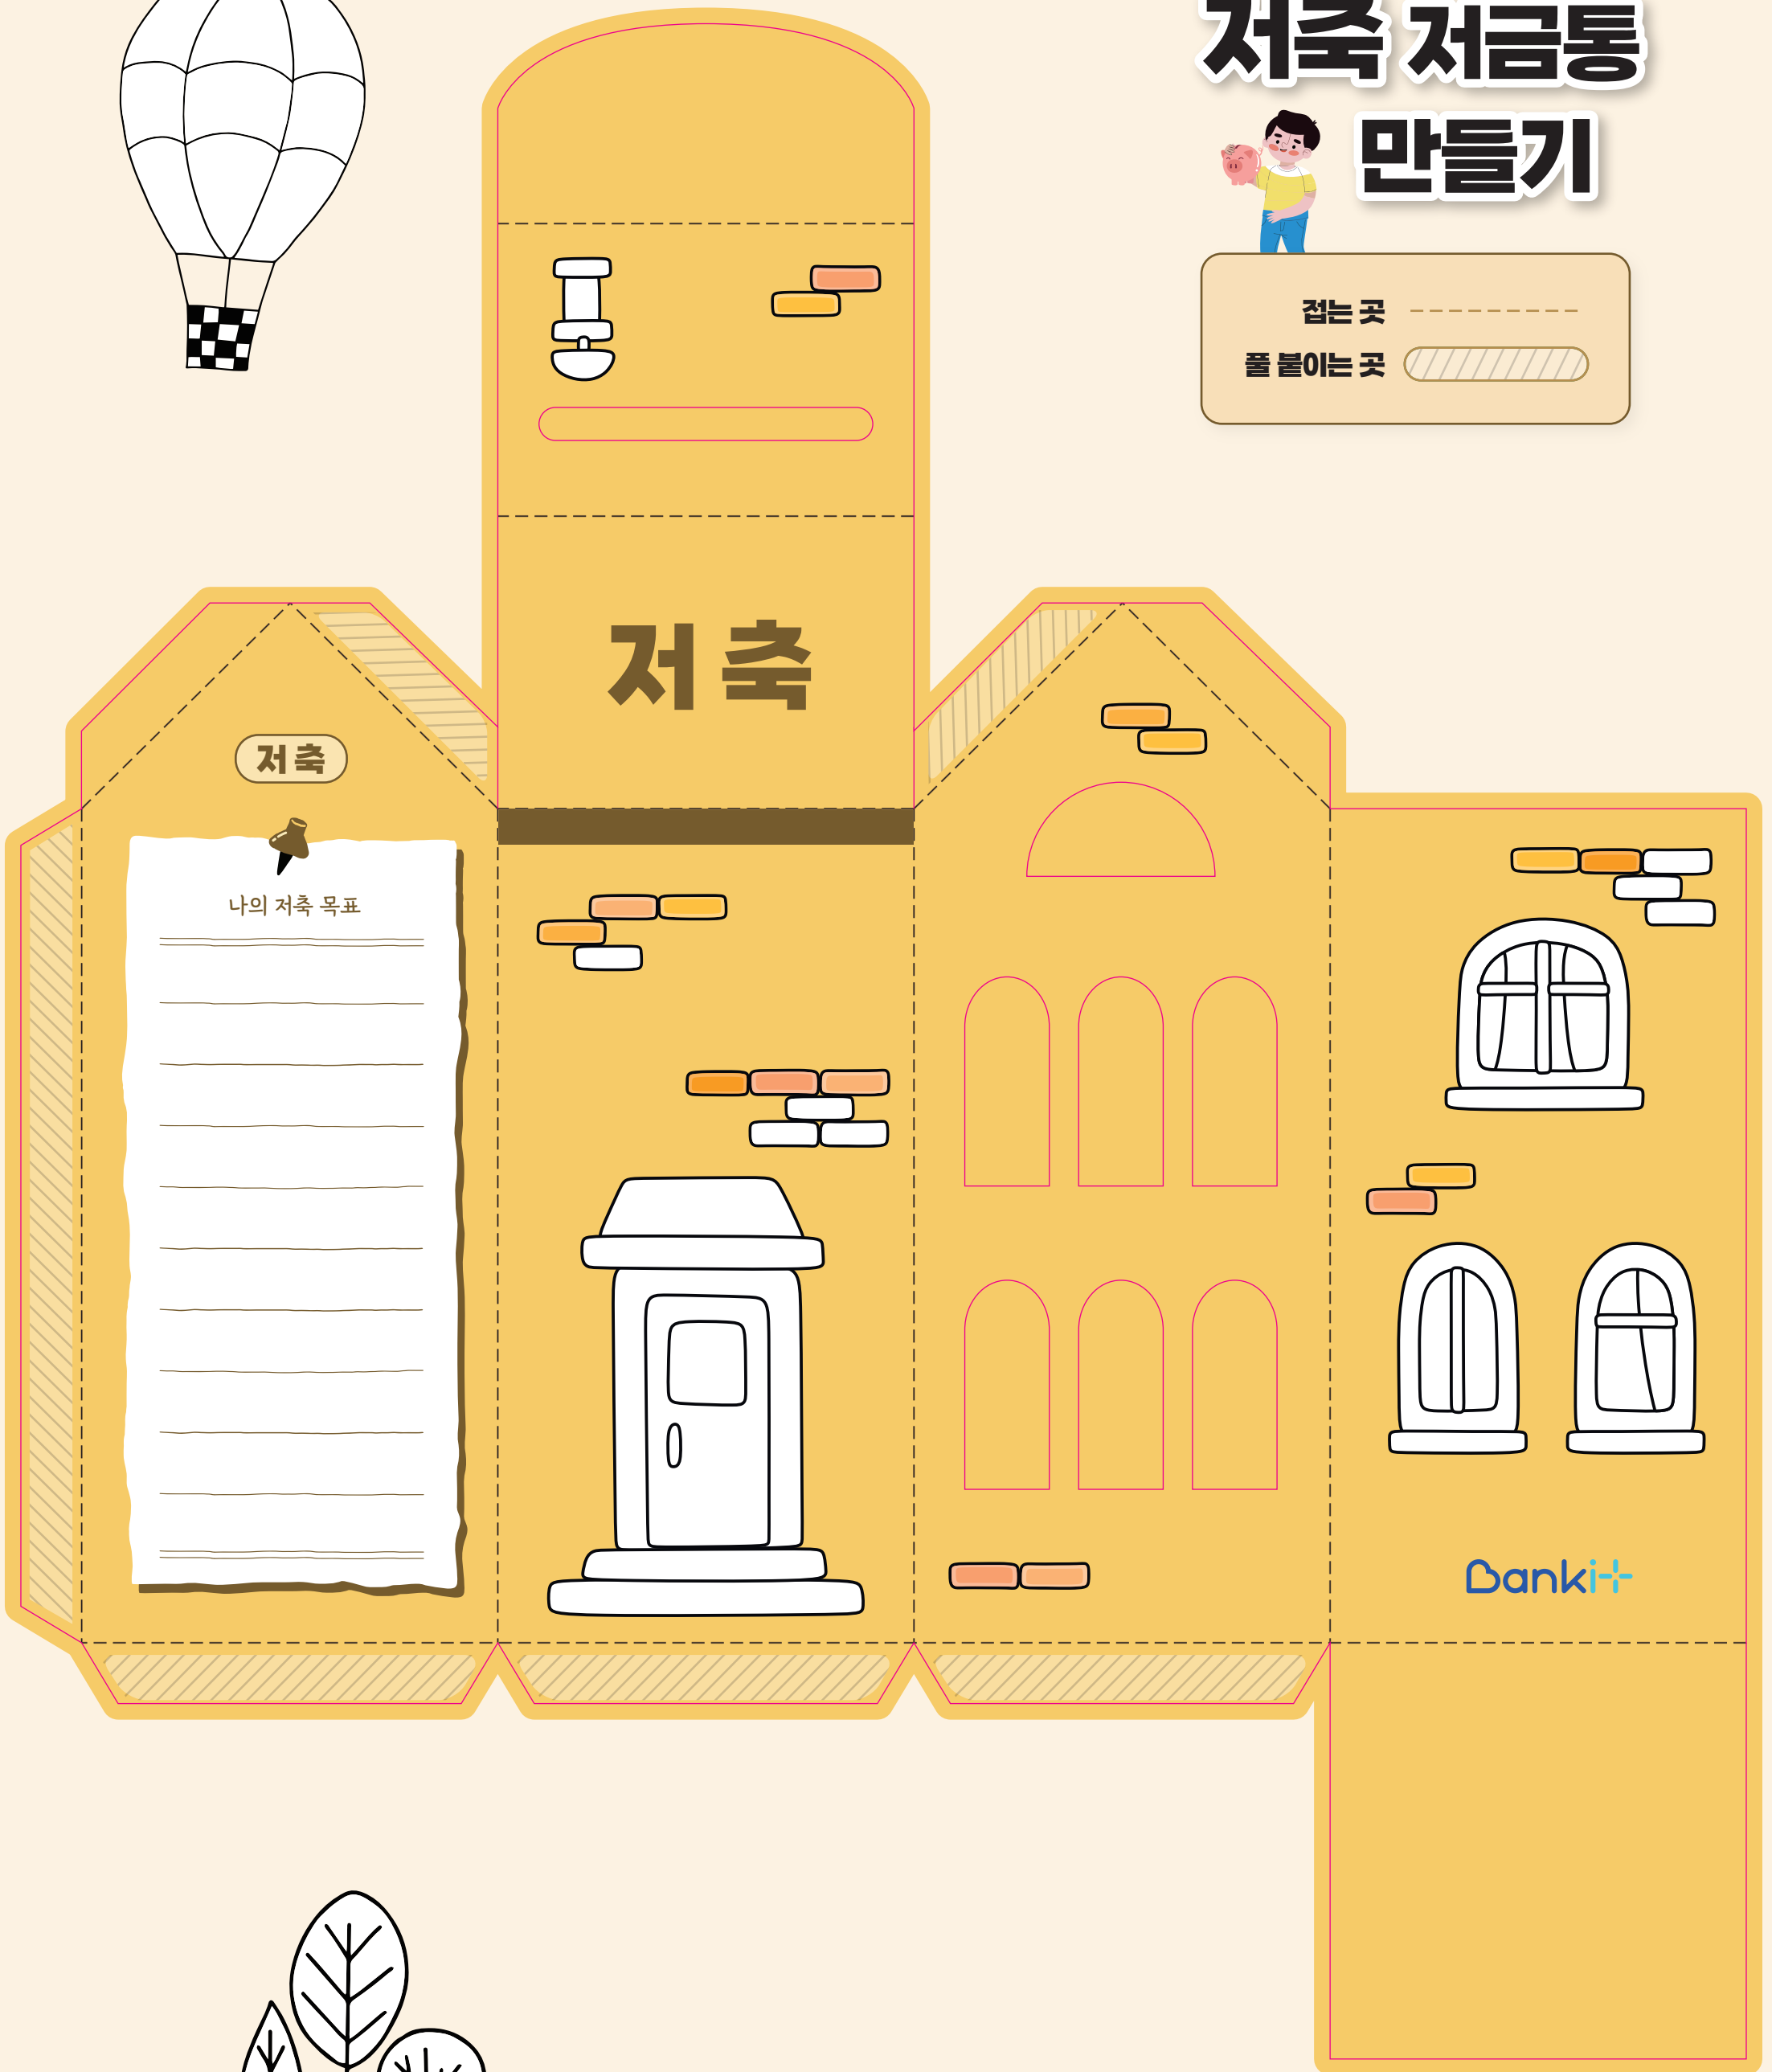 저축 저금통
만들기
접는 곳
풀 붙이는 곳
저축
저축
나의 저축 목표
Bankit